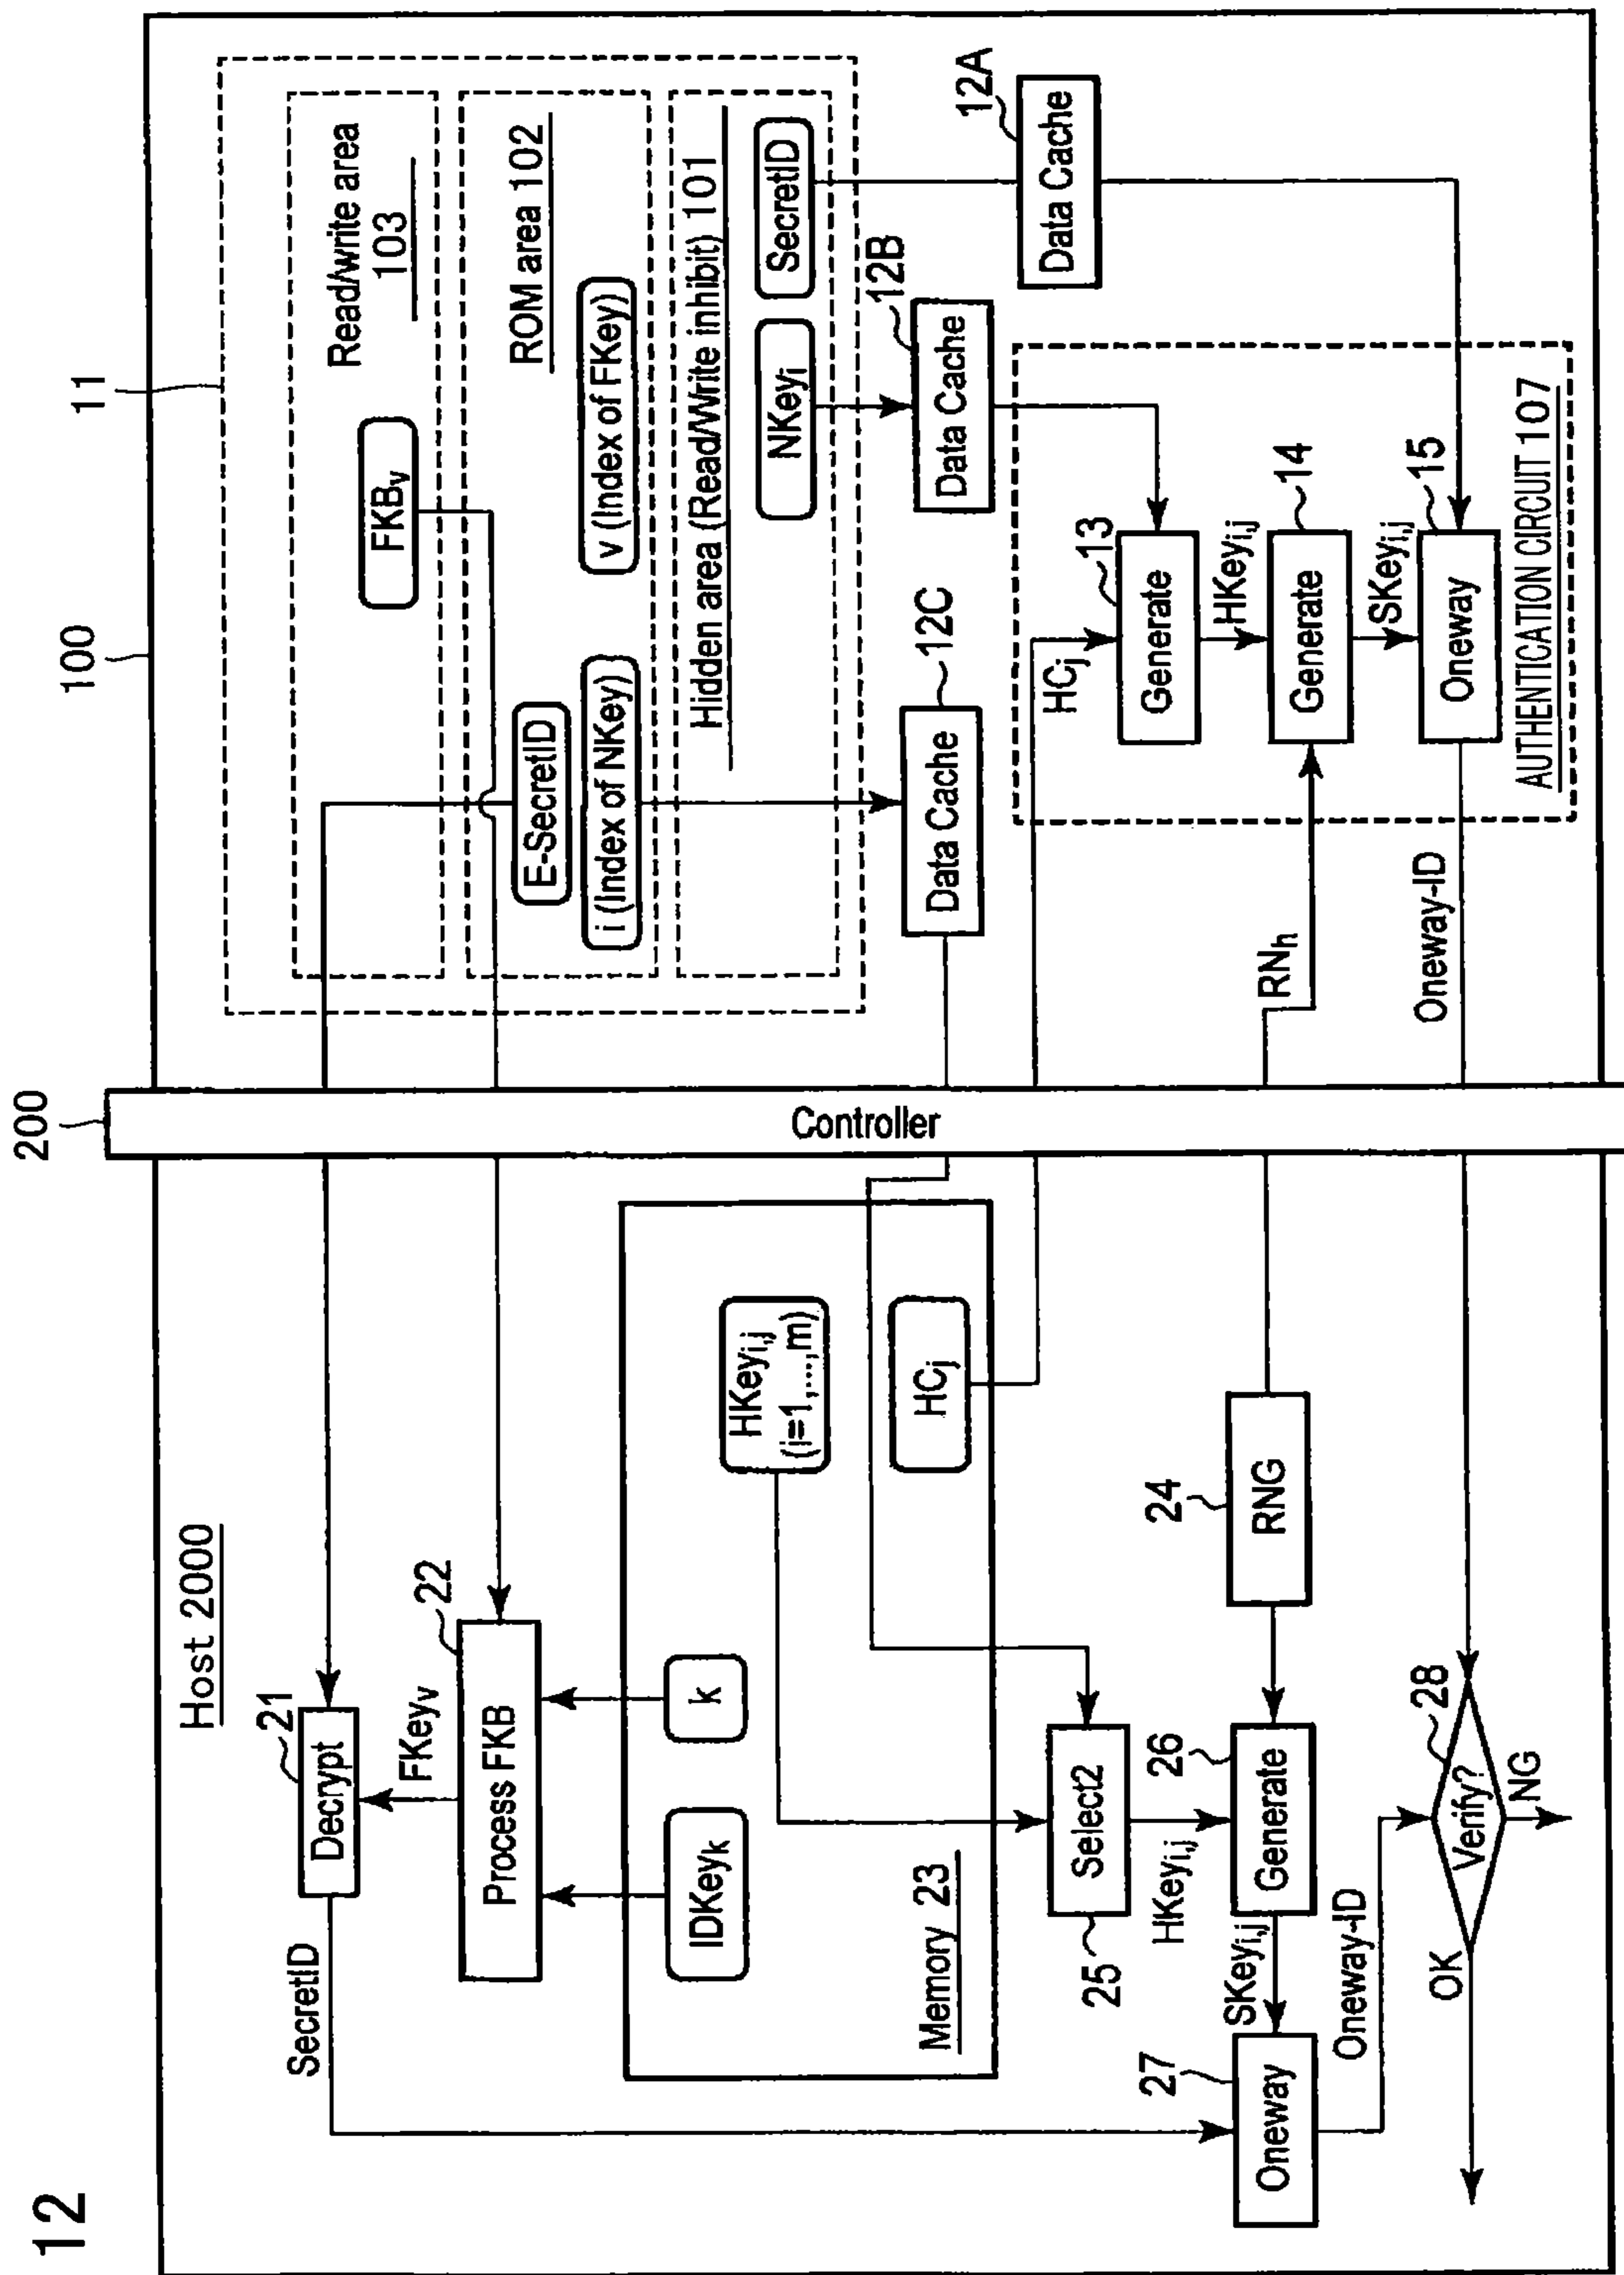 12
200
100
11
Host 2000
Controller
Read/write area
103
FKBv
ROM area 102
E-SecretID
i (Index of NKey)
v (Index of FKey)
Hidden area (Read/Write inhibit) 101
NKeyi
SecretID
12C
Data Cache
12B
Data Cache
12A
Data Cache
HCj
13
Generate
HKeyi,j
RNh
14
Generate
SKeyi,j
15
Oneway
AUTHENTICATION CIRCUIT 107
Oneway-ID
SecretID
21
Decrypt
FKeyv
22
Process FKB
IDKeyk
k
HKeyi,j
(i=1,...,m)
HCj
Memory 23
Select2
25
HKeyi,j
24
RNG
26
Generate
SKeyi,j
27
Oneway
Oneway-ID
28
Verify?
OK
NG